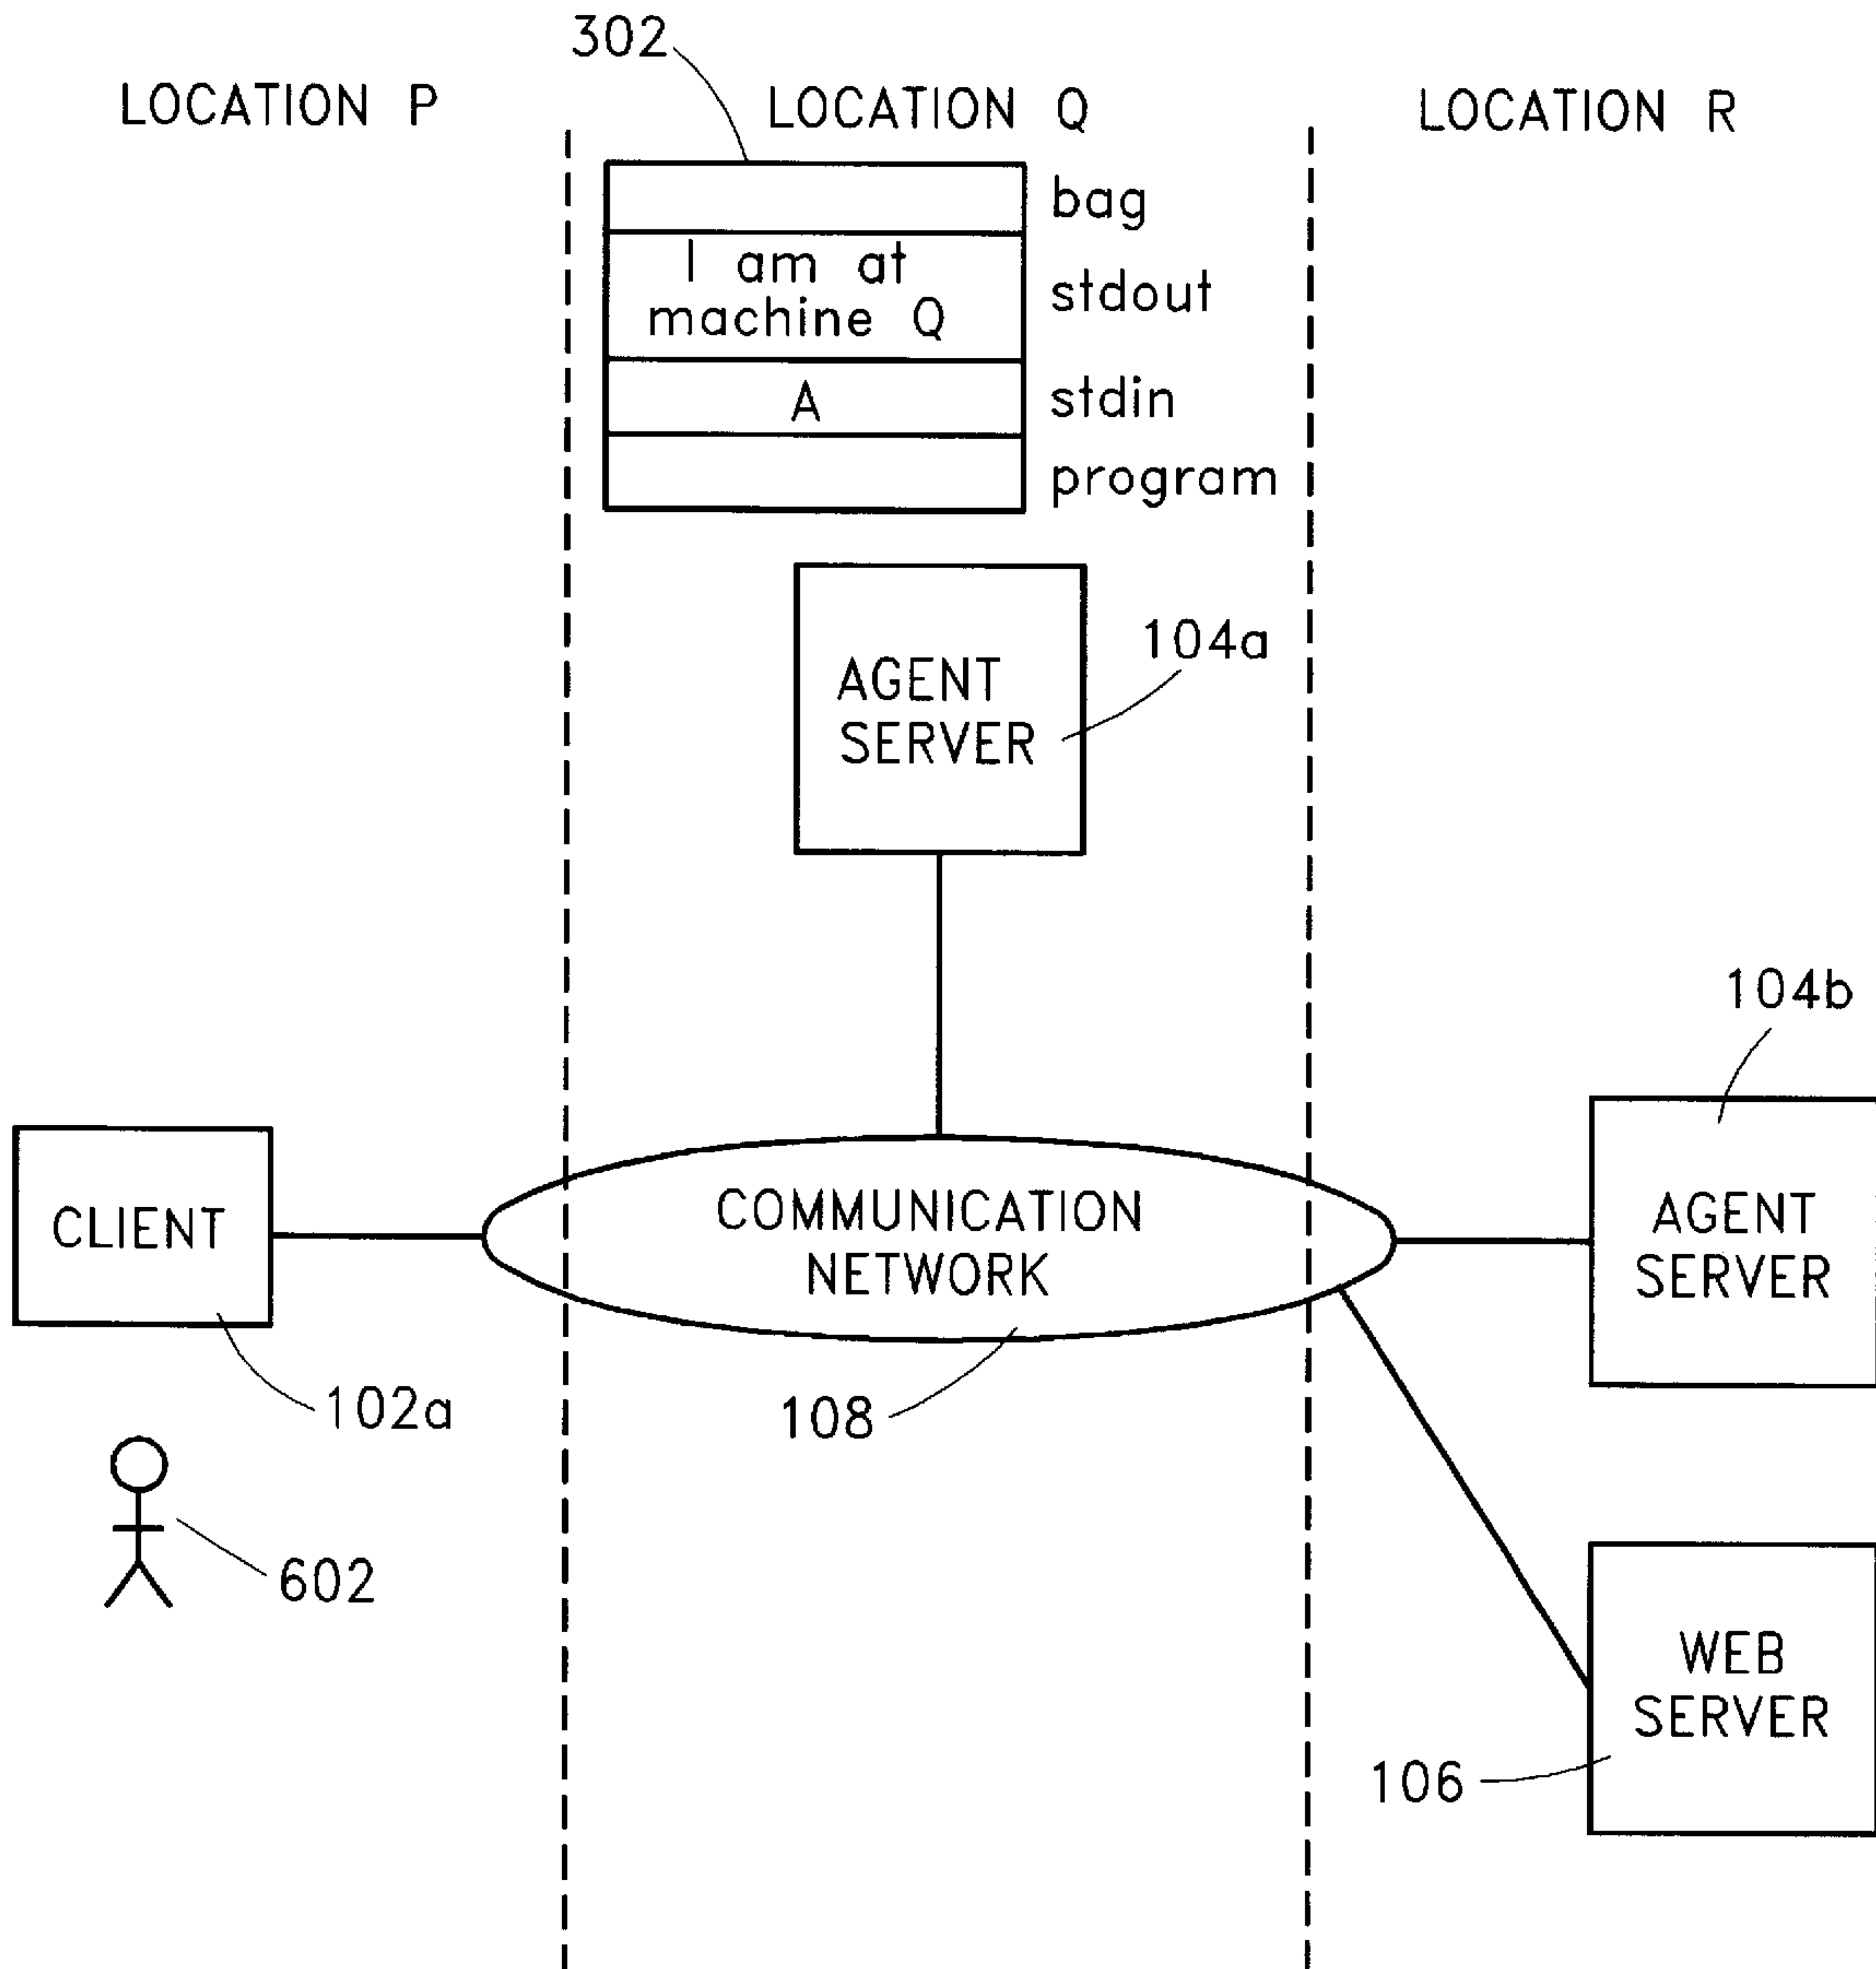 302
LOCATION P
LOCATION Q
LOCATION R
bag
I am at
machine Q
stdout
A
stdin
program
AGENT
SERVER
104a
104b
CLIENT
COMMUNICATION
NETWORK
AGENT
SERVER
102a
108
602
WEB
SERVER
106